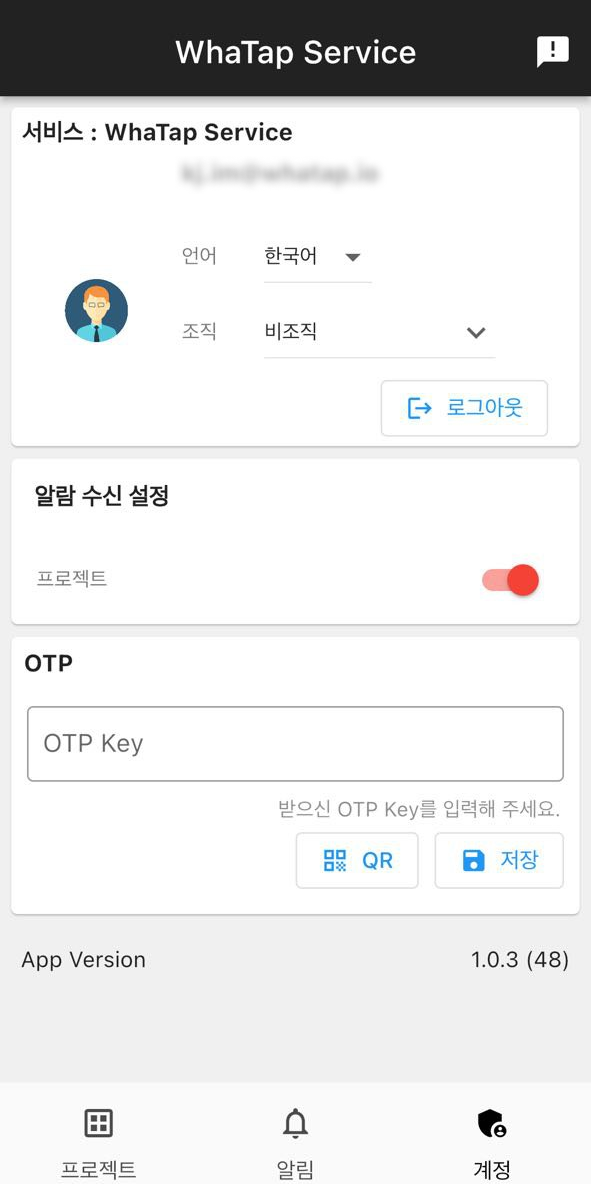 WhaTap Service
서비스 : WhaTap Service
언어 한국어
조직 비조직
로그아웃
알람 수신 설정
프로젝트
OTP
OTP Key
받으신 OTP Key를 입력해 주세요.
QR 저장
App Version 1.0.3 (48)
프로젝트 알림 계정